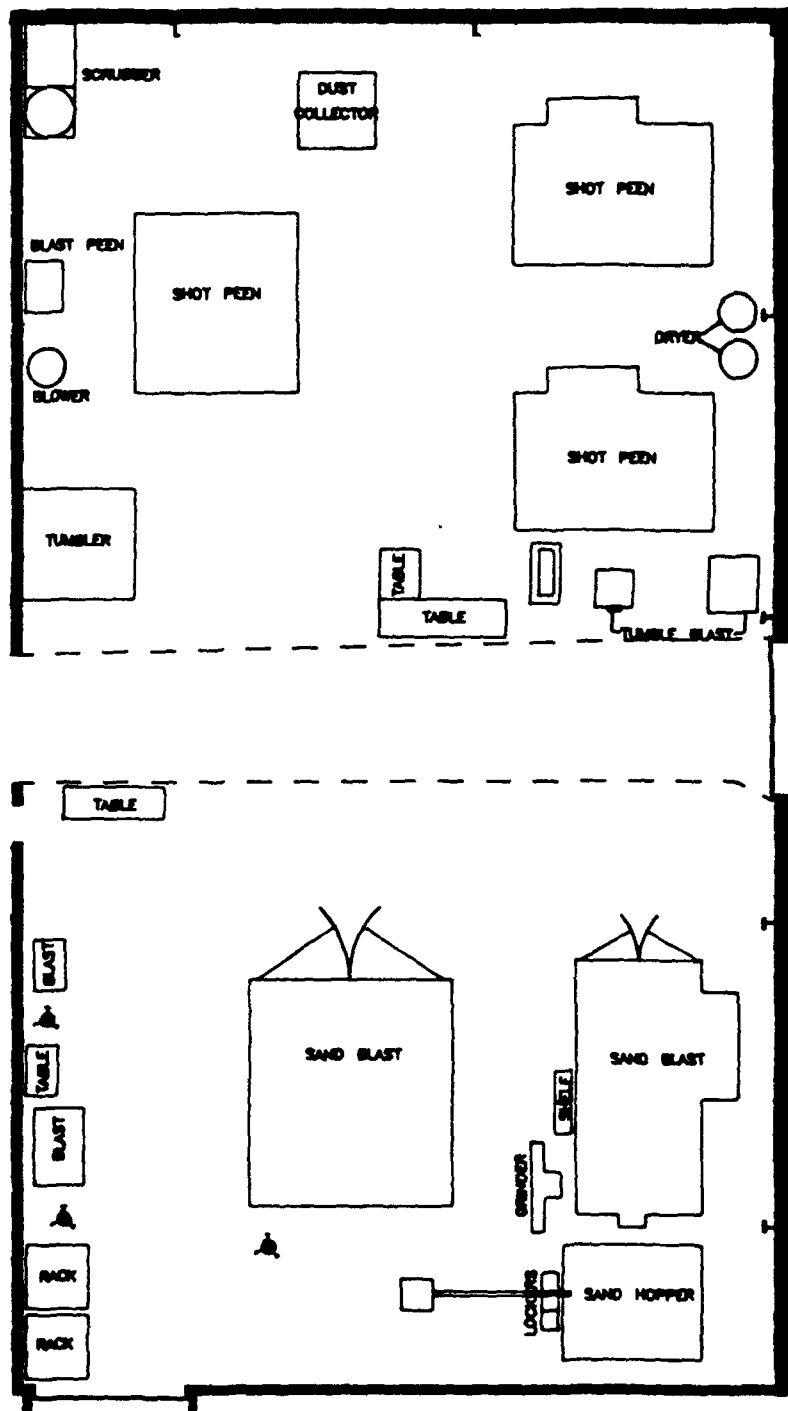 SCRUBBER
DUST
COLLECTOR
SHOT PEEN
BLAST PEEN
SHOT PEEN
DRYER
BLOWER
SHOT PEEN
TUMBLER
TABLE
TABLE
TUMBLE BLAST
TABLE
BLAST
SAND BLAST
SAND BLAST
TABLE
SHELF
BLAST
GRINDER
RACK
LOCKERS
SAND HOPPER
RACK